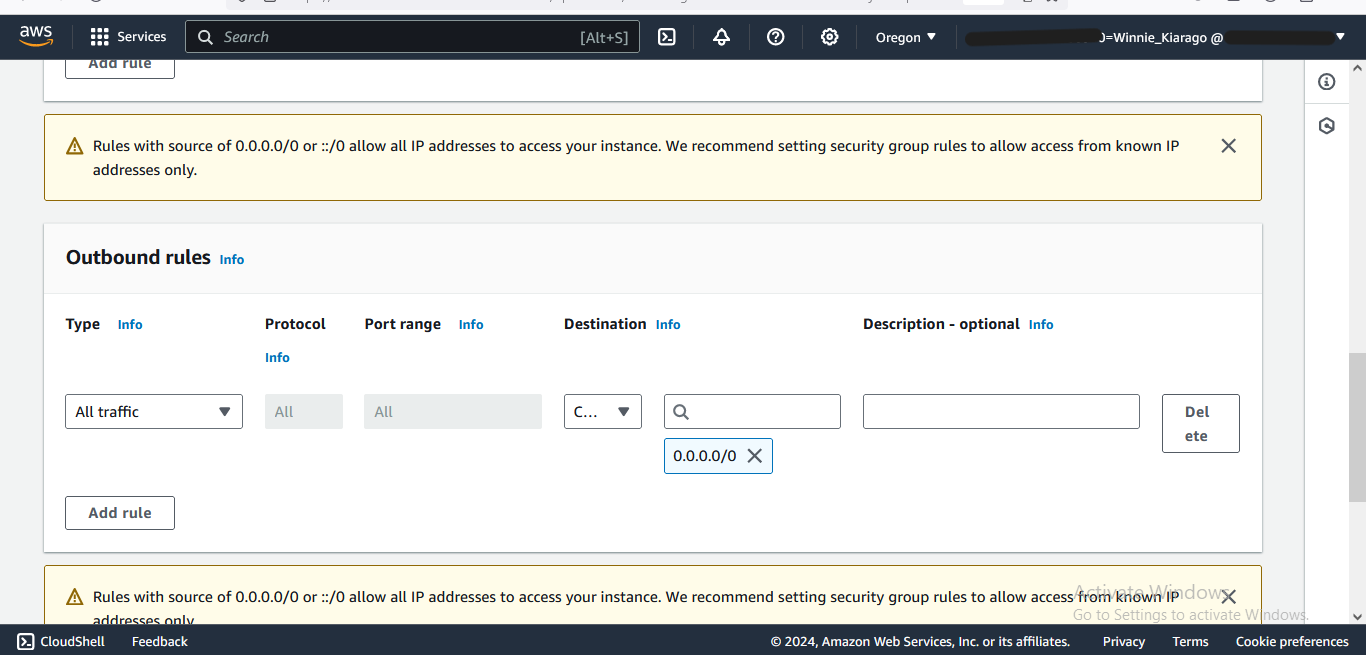 aws
Services
Search
[Alt+S]
Oregon
0=Winnie_Kiarago @
Add rule
Rules with source of 0.0.0.0/0 or ::/0 allow all IP addresses to access your instance. We recommend setting security group rules to allow access from known IP
addresses only.
Outbound rules Info
Type Info
Protocol
Info
Port range Info
Destination Info
Description - optional Info
All traffic
All
All
C...
Del
ete
0.0.0.0/0
Add rule
Rules with source of 0.0.0.0/0 or ::/0 allow all IP addresses to access your instance. We recommend setting security group rules to allow access from known IP
addresses only.
Activate Windows
Go to Settings to activate Windows.
CloudShell
Feedback
© 2024, Amazon Web Services, Inc. or its affiliates.
Privacy
Terms
Cookie preferences